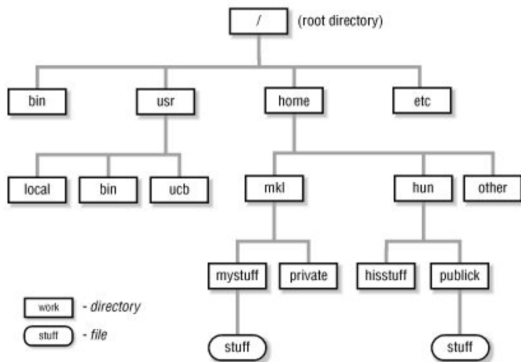 / (root directory)
bin usr home etc
local bin ucb mkl hun other
mystuff private hisstuff publick
work - directory
stuff - file
stuff stuff